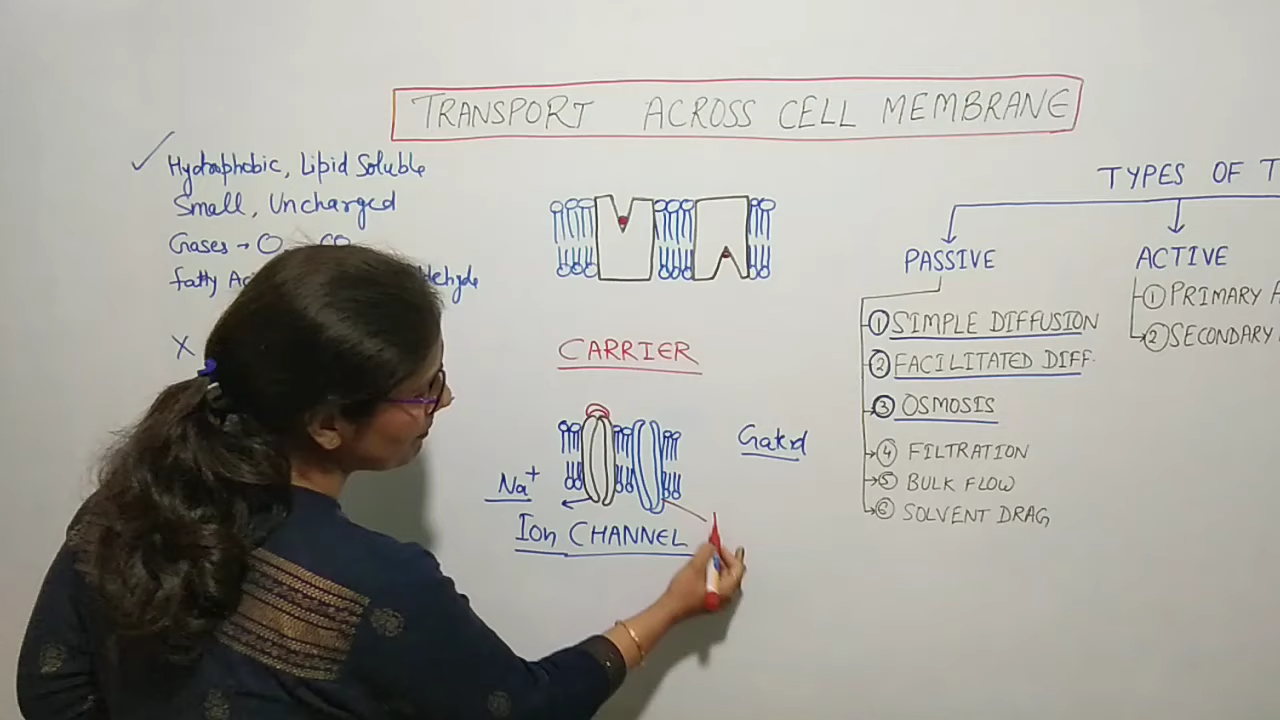 TRANSPORT ACROSS CELL MEMBRANE
Hydrophobic, Lipid Soluble
Small, Uncharged
Gases → O CO
fatty Ac dehyde
X
CARRIER
Gated
Na+
Ion CHANNEL
TYPES OF T
PASSIVE
① SIMPLE DIFFUSION
② FACILITATED DIFF.
③ OSMOSIS
④ FILTRATION
⑤ BULK FLOW
⑥ SOLVENT DRAG
ACTIVE
① PRIMARY A
② SECONDARY